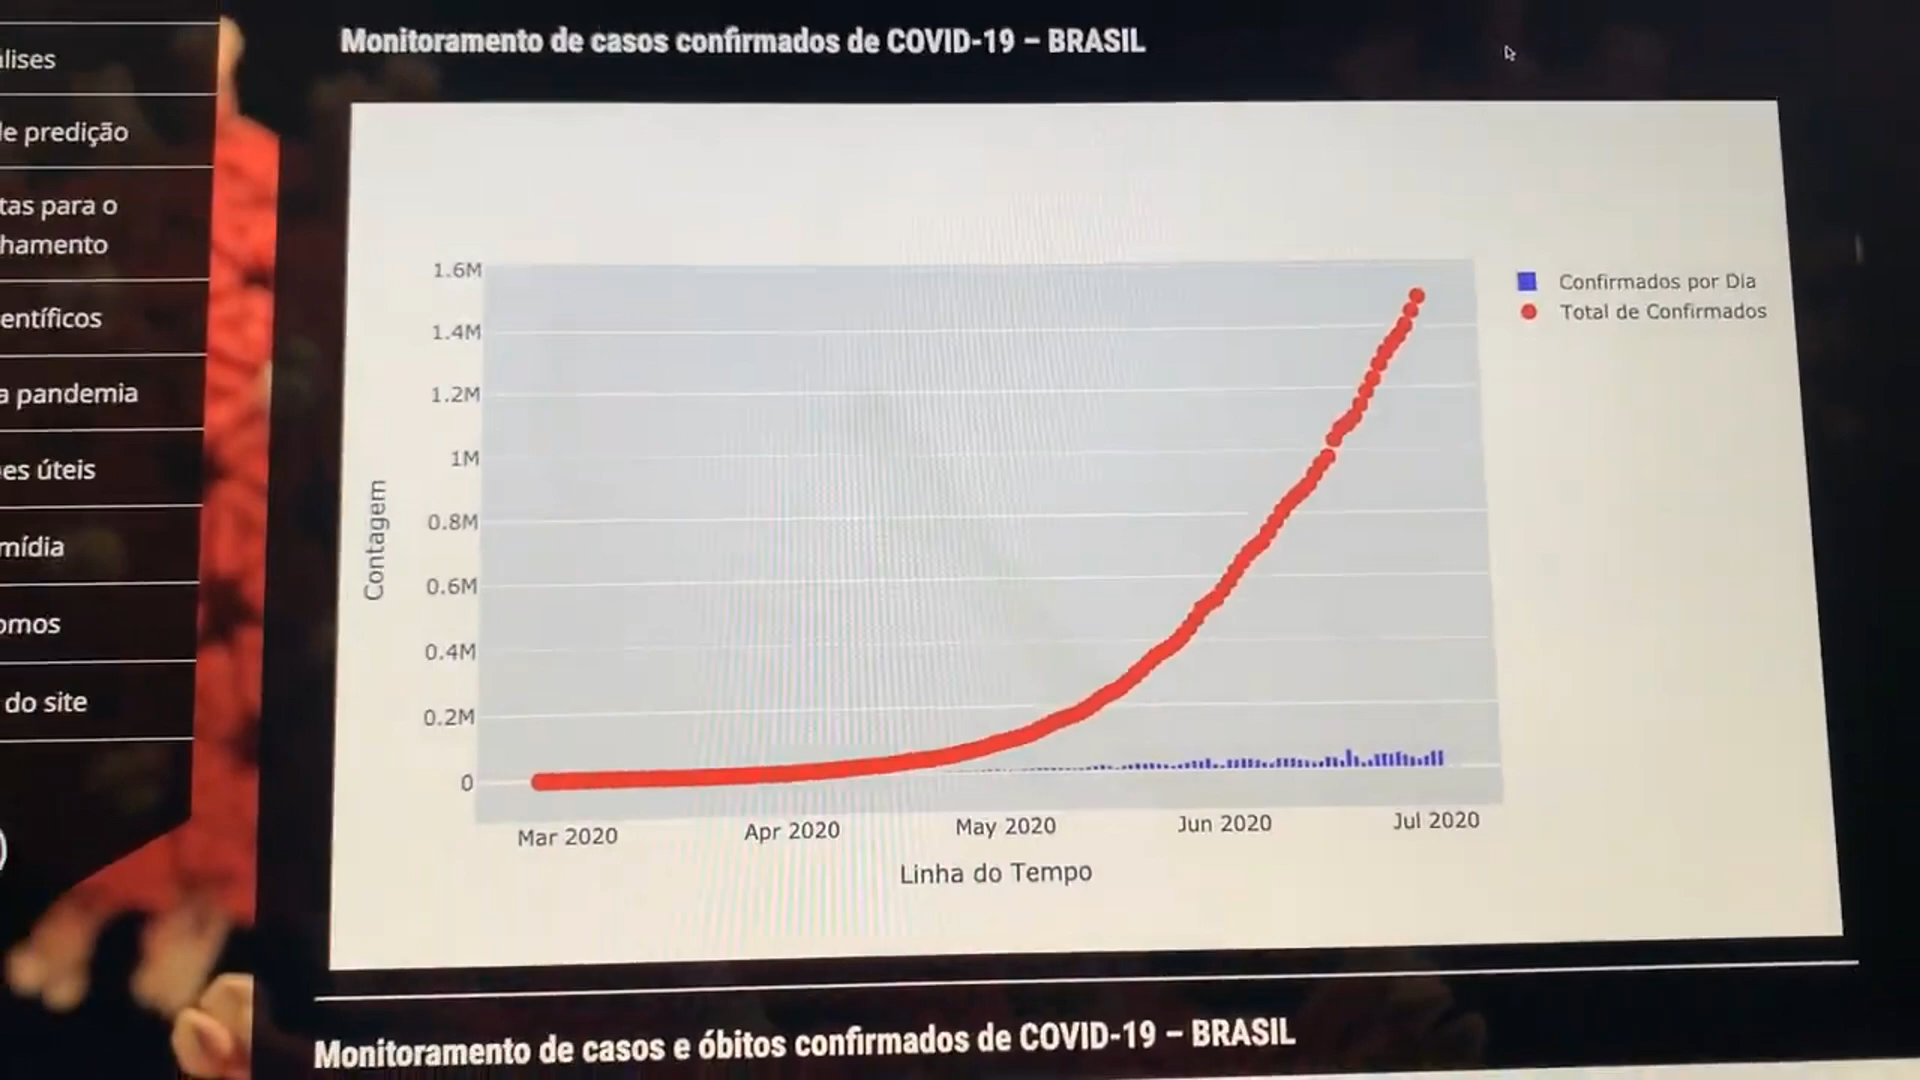 Monitoramento de casos confirmados de COVID-19 – BRASIL
lises
e predição
tas para o
hamento
entíficos
a pandemia
es úteis
mídia
omos
do site
1.6M
1.4M
1.2M
1M
0.8M
0.6M
0.4M
0.2M
0
Contagem
Mar 2020
Apr 2020
May 2020
Jun 2020
Jul 2020
Linha do Tempo
Confirmados por Dia
Total de Confirmados
Monitoramento de casos e óbitos confirmados de COVID-19 – BRASIL